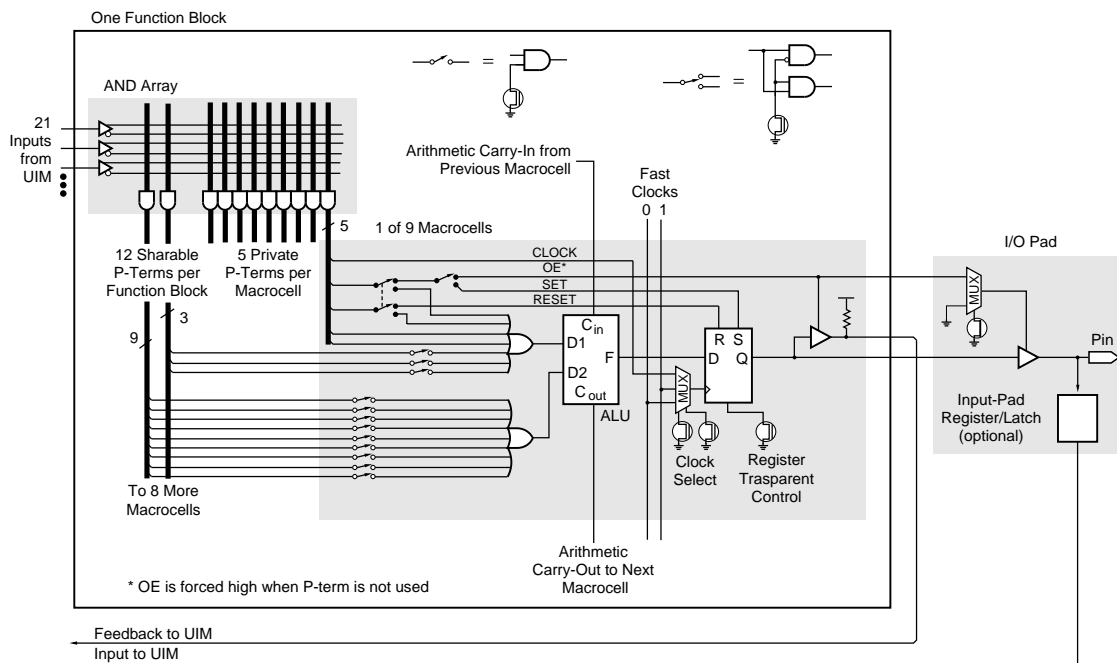 One Function Block
AND Array
=
=
21
Inputs
from
UIM
Arithmetic Carry-In from
Previous Macrocell
Fast
Clocks
0 1
5
1 of 9 Macrocells
I/O Pad
12 Sharable
P-Terms per
Function Block
5 Private
P-Terms per
Macrocell
CLOCK
OE*
SET
RESET
MUX
3
9
C in
D1
D2
F
C out
ALU
R S
D Q
MUX
Pin
Input-Pad
Register/Latch
(optional)
Clock
Select
Register
Trasparent
Control
To 8 More
Macrocells
Arithmetic
Carry-Out to Next
Macrocell
* OE is forced high when P-term is not used
Feedback to UIM
Input to UIM